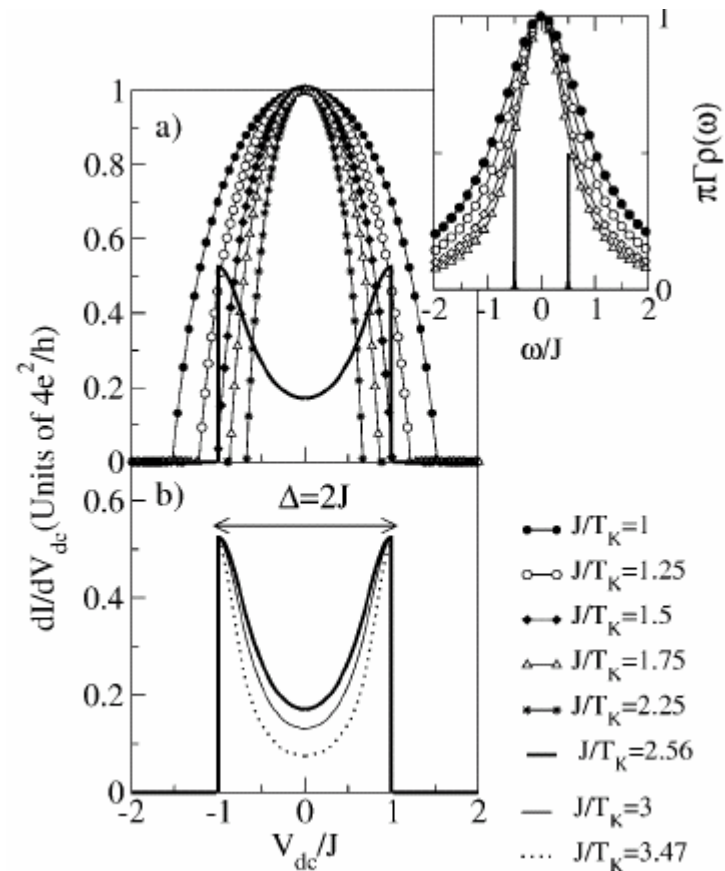 a)
dI/dV_dc (Units of 4e²/h)
1
0.8
0.6
0.4
0.2
0
1
0
πΓρ(ω)
-2 -1 0 1 2
ω/J
b)
Δ=2J
0.6
0.4
0.2
0
-2 -1 0 1 2
V_dc/J
J/T_K=1
J/T_K=1.25
J/T_K=1.5
J/T_K=1.75
J/T_K=2.25
J/T_K=2.56
J/T_K=3
J/T_K=3.47